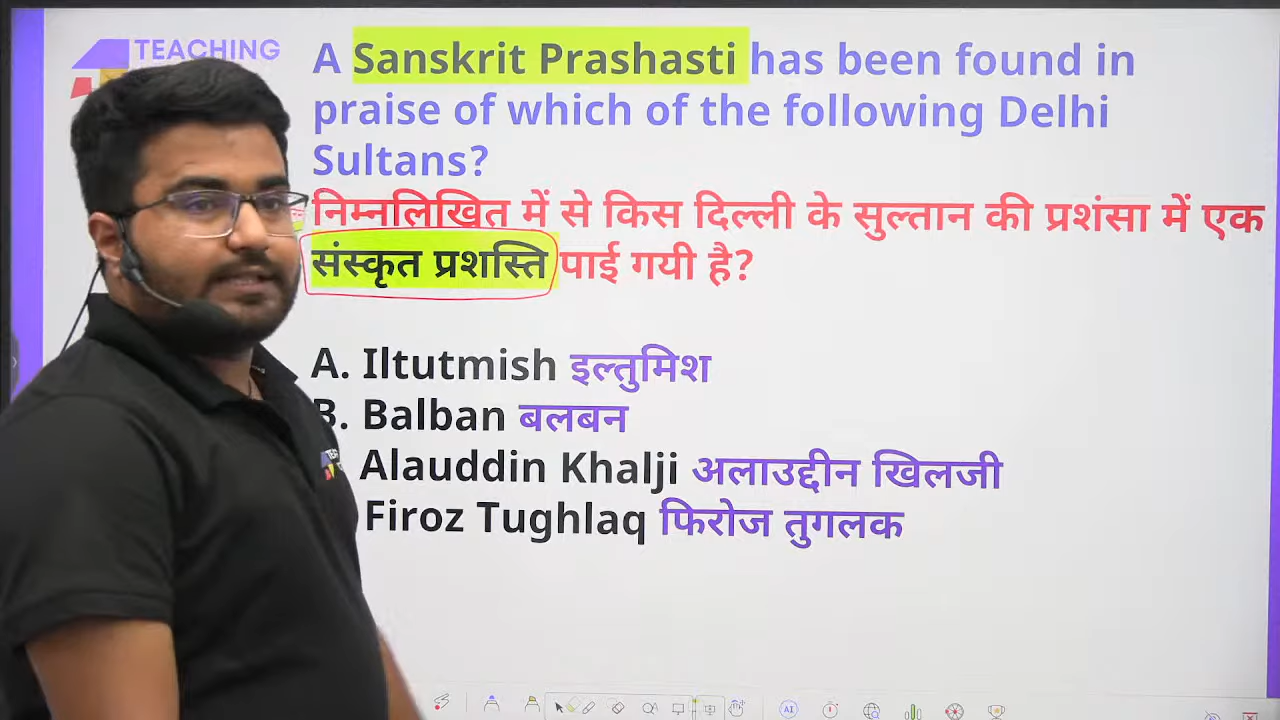 TEACHING
A Sanskrit Prashasti has been found in
praise of which of the following Delhi
Sultans?
निम्नलिखित में से किस दिल्ली के सुल्तान की प्रशंसा में एक
संस्कृत प्रशस्ति पाई गयी है?
A. Iltutmish इल्तुमिश
B. Balban बलबन
Alauddin Khalji अलाउद्दीन खिलजी
Firoz Tughlaq फिरोज तुगलक
AI